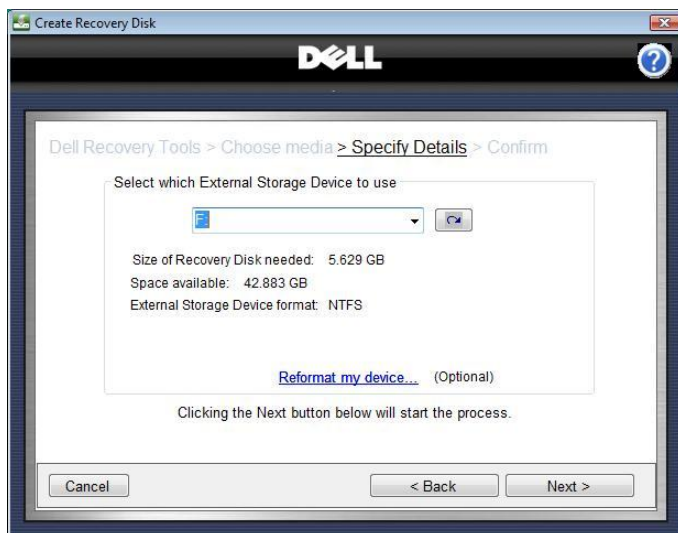 Create Recovery Disk
DELL
?
Dell Recovery Tools > Choose media > Specify Details > Confirm
Select which External Storage Device to use
F:
Size of Recovery Disk needed: 5.629 GB
Space available: 42.883 GB
External Storage Device format: NTFS
Reformat my device... (Optional)
Clicking the Next button below will start the process.
Cancel < Back Next >